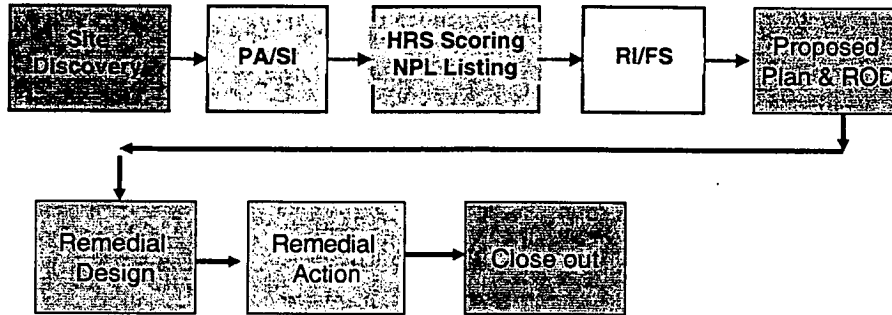 Site
Discovery
PA/SI
HRS Scoring
NPL Listing
RI/FS
Proposed
Plan & ROD
Remedial
Design
Remedial
Action
Close out